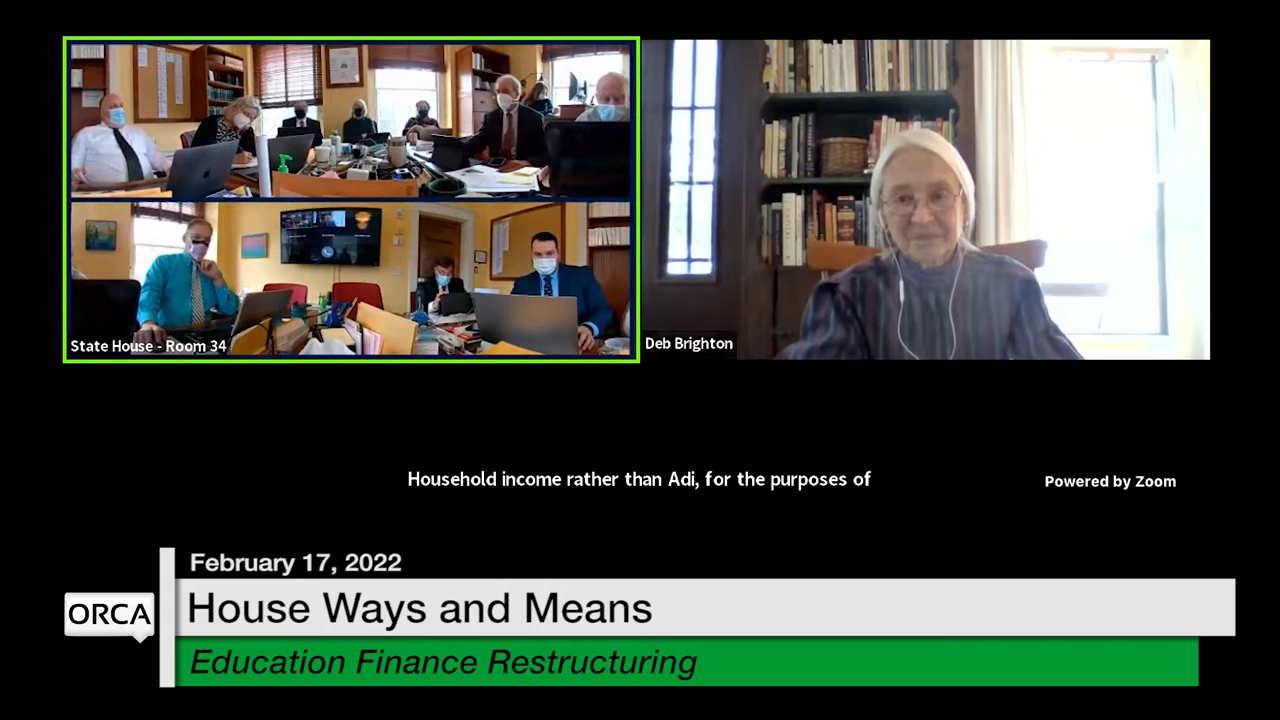 State House - Room 34
Deb Brighton
Household income rather than Adi, for the purposes of
Powered by Zoom
February 17, 2022
ORCA
House Ways and Means
Education Finance Restructuring